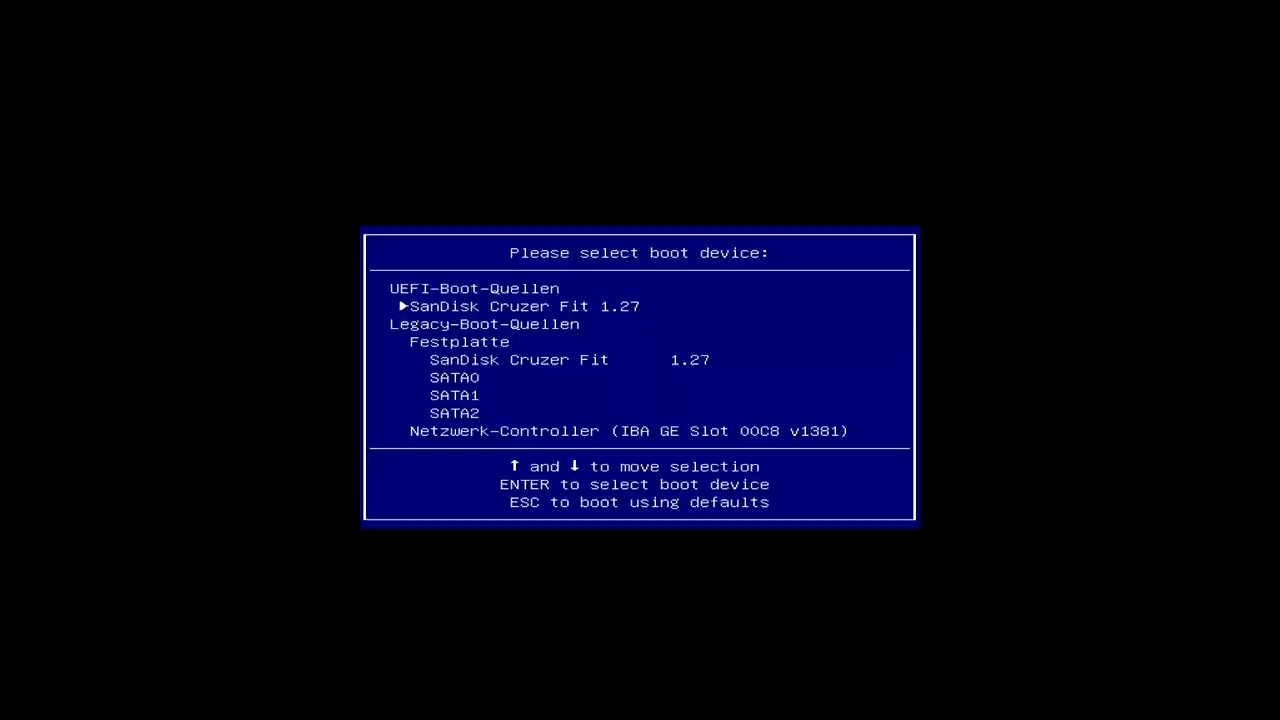 Please select boot device:
UEFI-Boot-Quellen
▶SanDisk Cruzer Fit 1.27
Legacy-Boot-Quellen
Festplatte
SanDisk Cruzer Fit 1.27
SATA0
SATA1
SATA2
Netzwerk-Controller (IBA GE Slot 00C8 v1381)
↑ and ↓ to move selection
ENTER to select boot device
ESC to boot using defaults